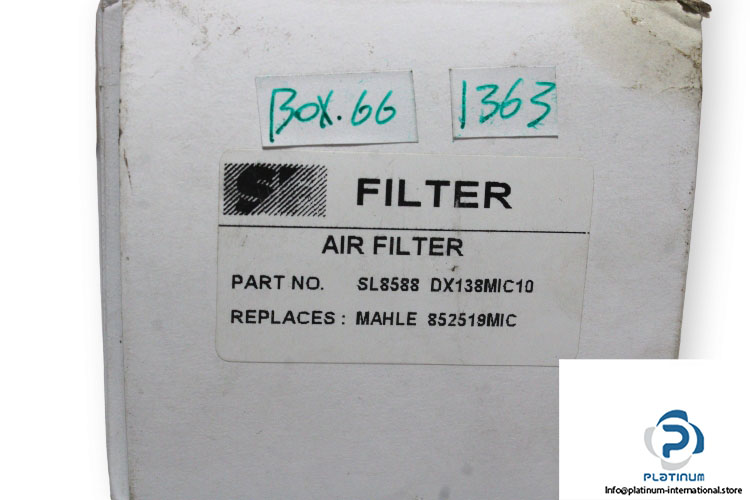 BOX.66 1363
FILTER
AIR FILTER
PART NO. SL8588 DX138MIC10
REPLACES : MAHLE 852519MIC
PLATINUM
Info@platinum-international.store